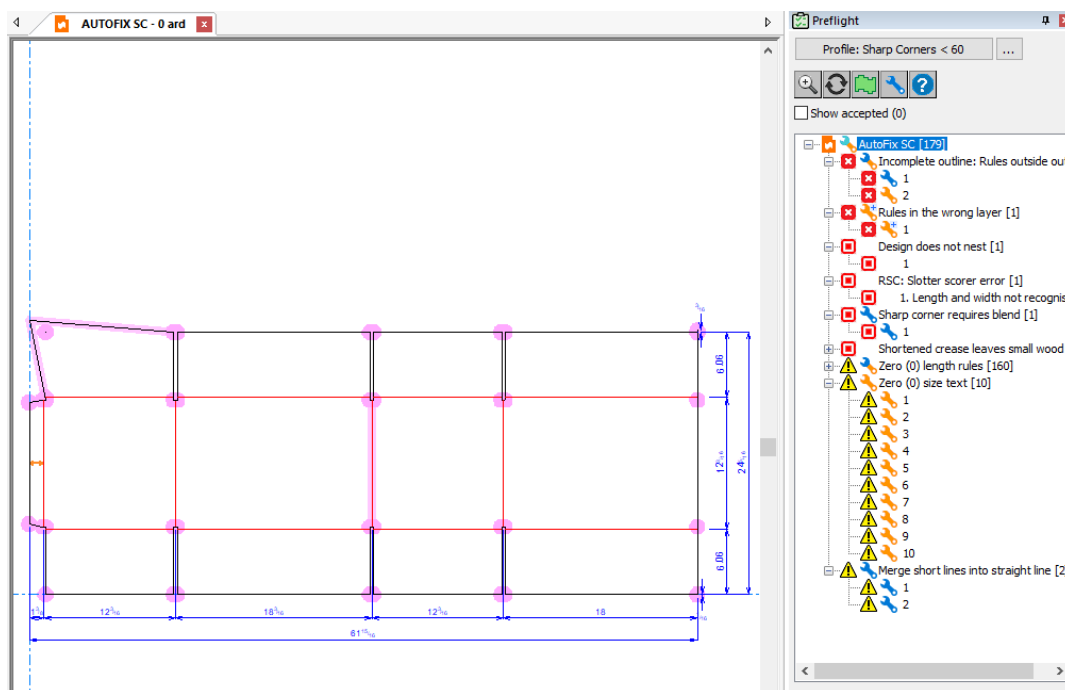 AUTOFIX SC - 0 ard
Preflight
Profile: Sharp Corners < 60
...
Show accepted (0)
AutoFix SC [179]
Incomplete outline: Rules outside ou
1
2
Rules in the wrong layer [1]
1
Design does not nest [1]
1
RSC: Slotter scorer error [1]
1. Length and width not recognis
Sharp corner requires blend [1]
1
Shortened crease leaves small wood
Zero (0) length rules [160]
Zero (0) size text [10]
1
2
3
4
5
6
7
8
9
10
Merge short lines into straight line [2
1
2
6.06
6.06
18